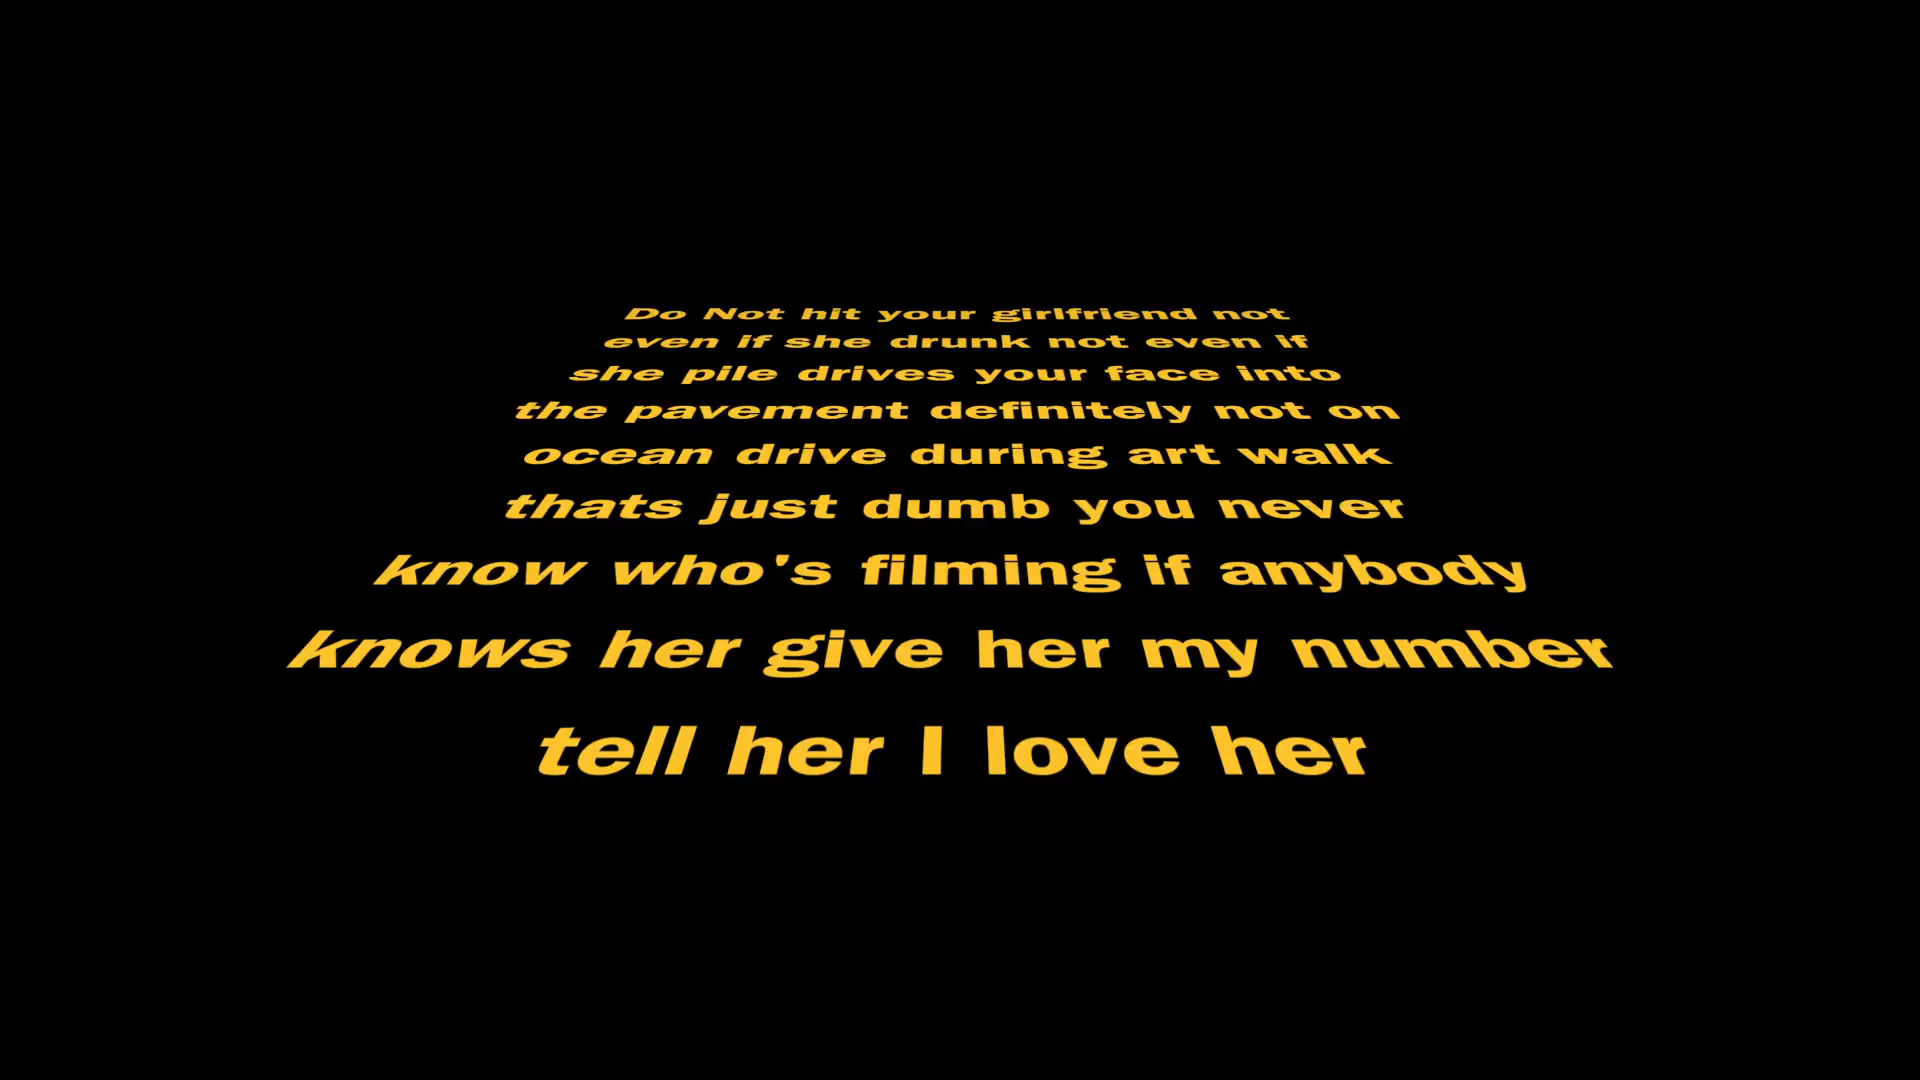 Do Not hit your girlfriend not
even if she drunk not even if
she pile drives your face into
the pavement definitely not on
ocean drive during art walk
thats just dumb you never
know who's filming if anybody
knows her give her my number
tell her I love her